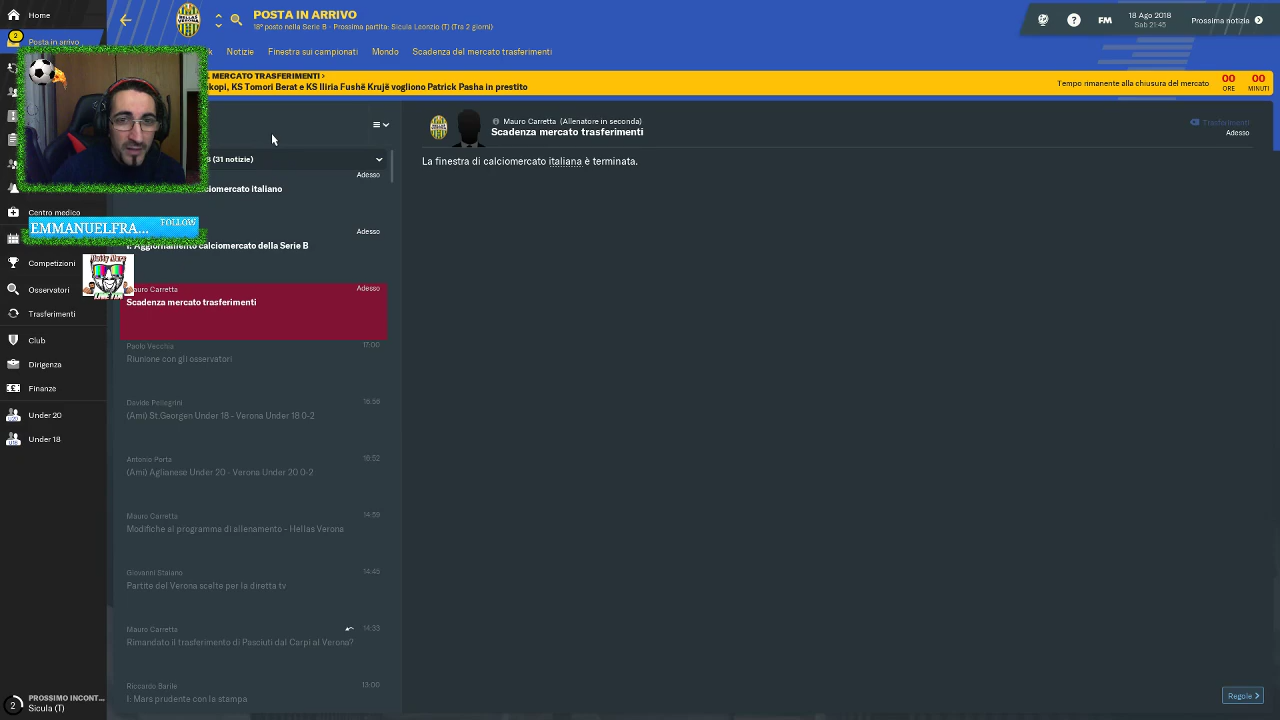 Home
POSTA IN ARRIVO
18° posto nella Serie B - Prossima partita: Sicula Leonzio (T) (Tra 2 giorni)
FM
18 Ago 2018
Sab 21:45
Prossima notizia
2
Posta in arrivo
Notizie
Finestra sui campionati
Mondo
Scadenza del mercato trasferimenti
MERCATO TRASFERIMENTI ›
kopi, KS Tomori Berat e KS Iliria Fushë Krujë vogliono Patrick Pasha in prestito
Tempo rimanente alla chiusura del mercato
00
ORE
00
MINUTI
(31 notizie)
Adesso
ciomercato italiano
Adesso
I: Aggiornamento calciomercato della Serie B
Mauro Carretta
Adesso
Scadenza mercato trasferimenti
Paolo Vecchia
17:00
Riunione con gli osservatori
Davide Pellegrini
16:56
(Ami) St.Georgen Under 18 - Verona Under 18 0-2
Antonio Porta
16:52
(Ami) Aglianese Under 20 - Verona Under 20 0-2
Mauro Carretta
14:59
Modifiche al programma di allenamento - Hellas Verona
Giovanni Staiano
14:45
Partite del Verona scelte per la diretta tv
Mauro Carretta
14:33
Rimandato il trasferimento di Pasciuti dal Carpi al Verona?
Riccardo Barile
13:00
I: Mars prudente con la stampa
Mauro Carretta (Allenatore in seconda)
Scadenza mercato trasferimenti
Trasferimenti
Adesso
La finestra di calciomercato italiana è terminata.
Regole
Centro medico
FOLLOW
EMMANUELFRA...
Competizioni
Osservatori
Trasferimenti
Club
Dirigenza
Finanze
Under 20
Under 18
2
PROSSIMO INCONT...
Sicula (T)